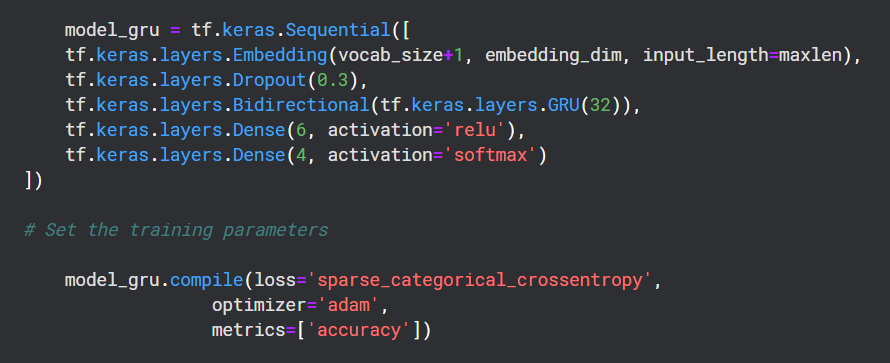 model_gru = tf.keras.Sequential([
tf.keras.layers.Embedding(vocab_size+1, embedding_dim, input_length=maxlen),
tf.keras.layers.Dropout(0.3),
tf.keras.layers.Bidirectional(tf.keras.layers.GRU(32)),
tf.keras.layers.Dense(6, activation='relu'),
tf.keras.layers.Dense(4, activation='softmax')
])
# Set the training parameters
model_gru.compile(loss='sparse_categorical_crossentropy',
optimizer='adam',
metrics=['accuracy'])